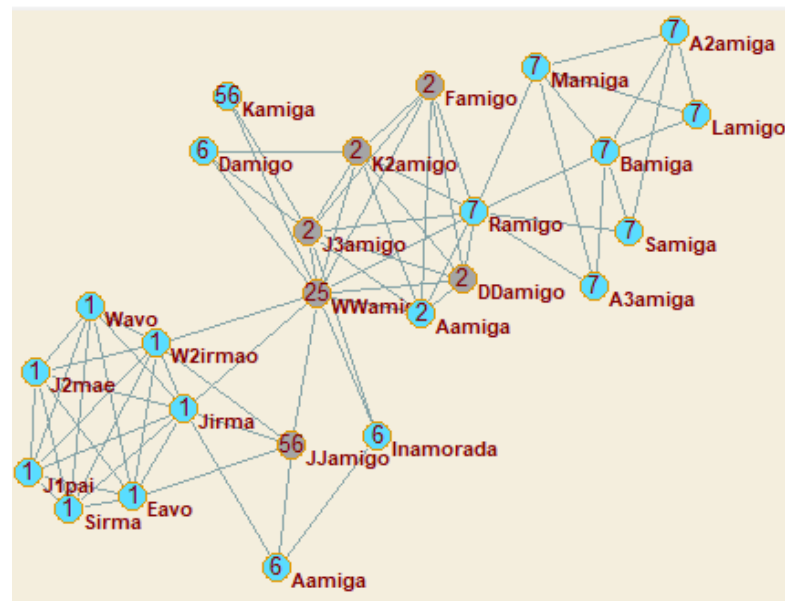 7 A2amiga
7 Mamiga
2 Famigo
56 Kamiga
7 Lamigo
6 Damigo
2 K2amigo
7 Bamiga
7 Ramigo
2 J3amigo
7 Samiga
2 DDamigo
7 A3amiga
25 WWami
2 Aamiga
1 Wavo
1 W2irmao
1 J2mae
1 Jirma
6 Inamorada
56 JJamigo
1 J1pai
1 Eavo
1 Sirma
6 Aamiga